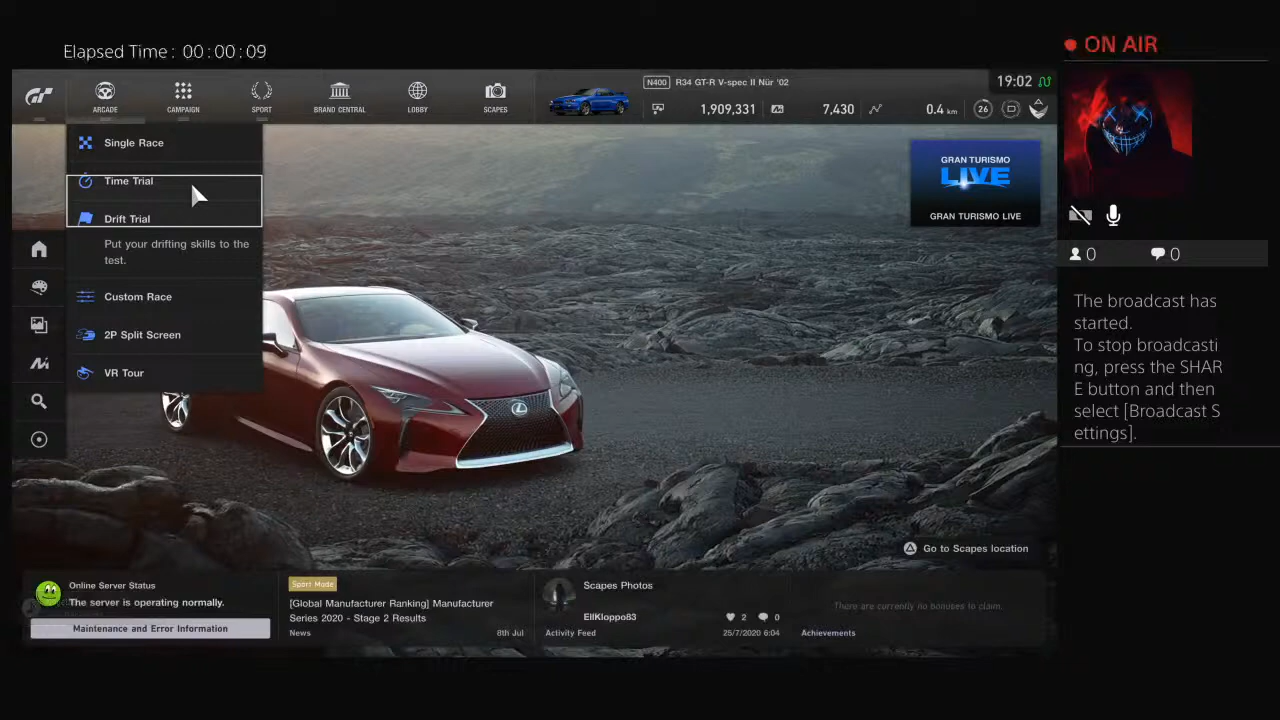 Elapsed Time: 00:00:09
ON AIR
ARCADE
CAMPAIGN
SPORT
BRAND CENTRAL
LOBBY
SCAPES
N400 R34 GT-R V-spec II Nür '02
19:02
1,909,331
7,430
0.4 km
26
D
Single Race
Time Trial
Drift Trial
Put your drifting skills to the
test.
Custom Race
2P Split Screen
VR Tour
GRAN TURISMO
LIVE
GRAN TURISMO LIVE
0
0
The broadcast has
started.
To stop broadcasti
ng, press the SHAR
E button and then
select [Broadcast S
ettings].
Go to Scapes location
Online Server Status
The server is operating normally.
Maintenance and Error Information
Sport Mode
[Global Manufacturer Ranking] Manufacturer
Series 2020 - Stage 2 Results
News
8th Jul
Scapes Photos
EllKloppo83
2
0
Activity Feed
25/7/2020 6:04
There are currently no bonuses to claim.
Achievements